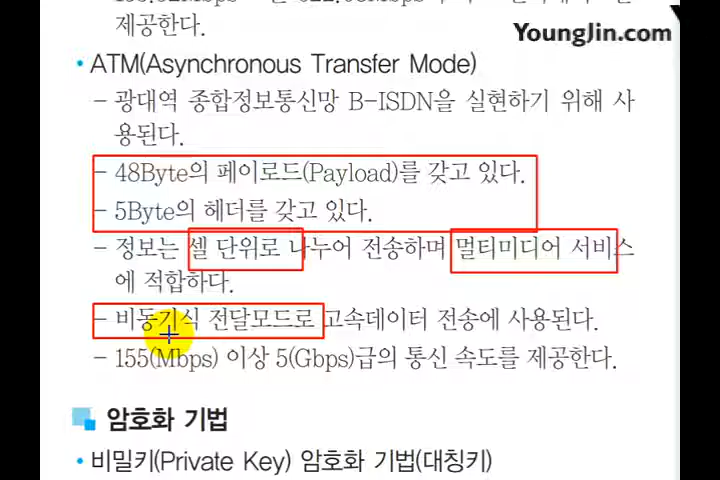 제공한다.
YoungJin.com
• ATM(Asynchronous Transfer Mode)
– 광대역 종합정보통신망 B-ISDN을 실현하기 위해 사
용된다.
– 48Byte의 페이로드(Payload)를 갖고 있다.
– 5Byte의 헤더를 갖고 있다.
– 정보는 셀 단위로 나누어 전송하며 멀티미디어 서비스
에 적합하다.
– 비동기식 전달모드로 고속데이터 전송에 사용된다.
– 155(Mbps) 이상 5(Gbps)급의 통신 속도를 제공한다.
암호화 기법
• 비밀키(Private Key) 암호화 기법(대칭키)